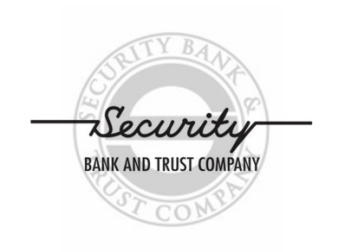 SECURITY BANK &
Security
BANK AND TRUST COMPANY
TRUST COMPANY